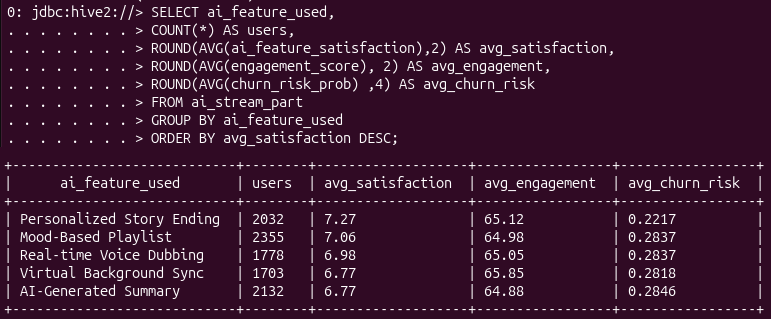 0: jdbc:hive2://> SELECT ai_feature_used,
. . . . . . . . > COUNT(*) AS users,
. . . . . . . . > ROUND(AVG(ai_feature_satisfaction),2) AS avg_satisfaction,
. . . . . . . . > ROUND(AVG(engagement_score), 2) AS avg_engagement,
. . . . . . . . > ROUND(AVG(churn_risk_prob) ,4) AS avg_churn_risk
. . . . . . . . > FROM ai_stream_part
. . . . . . . . > GROUP BY ai_feature_used
. . . . . . . . > ORDER BY avg_satisfaction DESC;
+----------------------------+--------+-------------------+-----------------+-----------------+
|      ai_feature_used       | users  | avg_satisfaction  | avg_engagement  | avg_churn_risk  |
+----------------------------+--------+-------------------+-----------------+-----------------+
| Personalized Story Ending  | 2032   | 7.27              | 65.12           | 0.2217          |
| Mood-Based Playlist        | 2355   | 7.06              | 64.98           | 0.2837          |
| Real-time Voice Dubbing    | 1778   | 6.98              | 65.05           | 0.2837          |
| Virtual Background Sync    | 1703   | 6.77              | 65.85           | 0.2818          |
| AI-Generated Summary       | 2132   | 6.77              | 64.88           | 0.2846          |
+----------------------------+--------+-------------------+-----------------+-----------------+